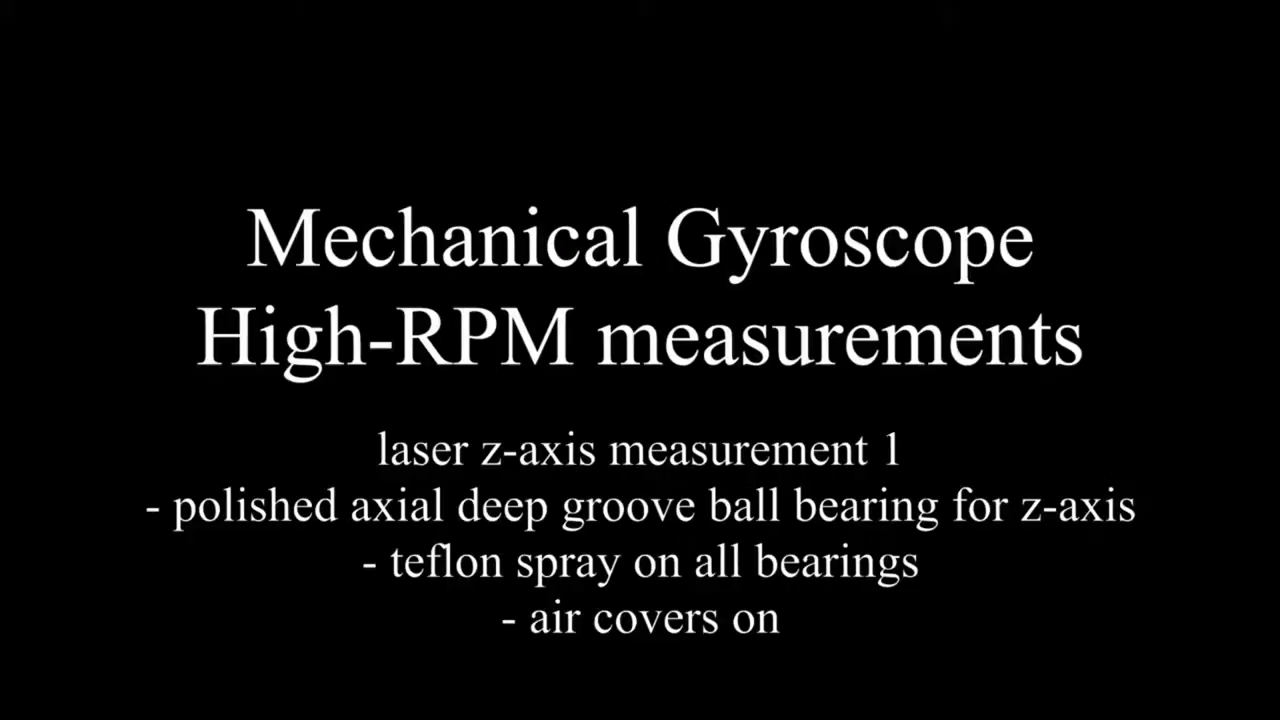 Mechanical Gyroscope
High-RPM measurements
laser z-axis measurement 1
- polished axial deep groove ball bearing for z-axis
- teflon spray on all bearings
- air covers on